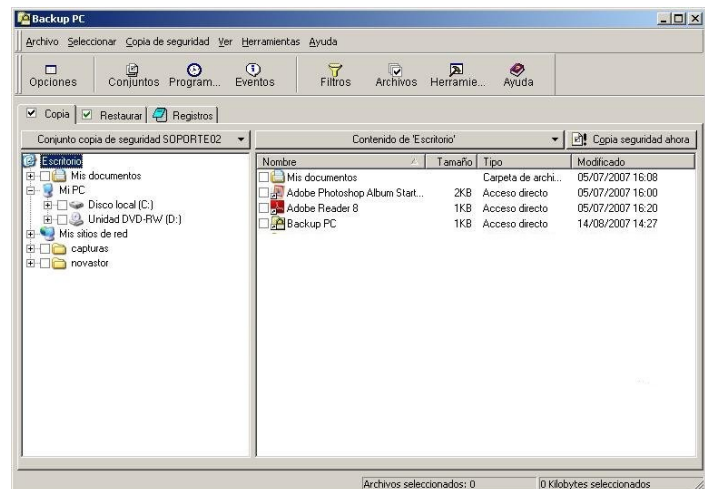 Backup PC
Archivo Seleccionar Copia de seguridad Ver Herramientas Ayuda
Opciones Conjuntos Program... Eventos Filtros Archivos Herramie... Ayuda
Copia Restaurar Registros
Conjunto copia de seguridad SOPORTE02 Contenido de 'Escritorio' Copia seguridad ahora
Escritorio
Mis documentos
Mi PC
Disco local (C:)
Unidad DVD-RW (D:)
Mis sitios de red
capturas
novastor
Nombre Tamaño Tipo Modificado
Mis documentos Carpeta de archi... 05/07/2007 16:08
Adobe Photoshop Album Start... 2KB Acceso directo 05/07/2007 16:00
Adobe Reader 8 1KB Acceso directo 05/07/2007 16:20
Backup PC 1KB Acceso directo 14/08/2007 14:27
Archivos seleccionados: 0 0 Kilobytes seleccionados